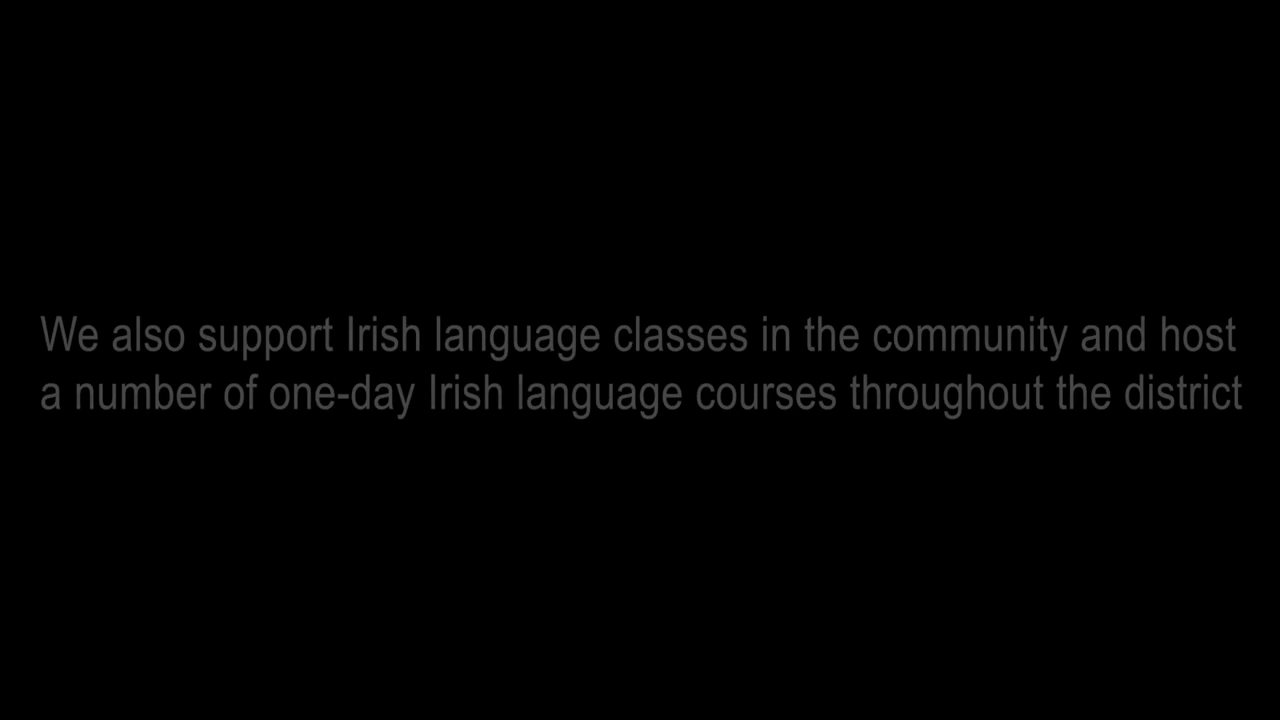 We also support Irish language classes in the community and host
a number of one-day Irish language courses throughout the district